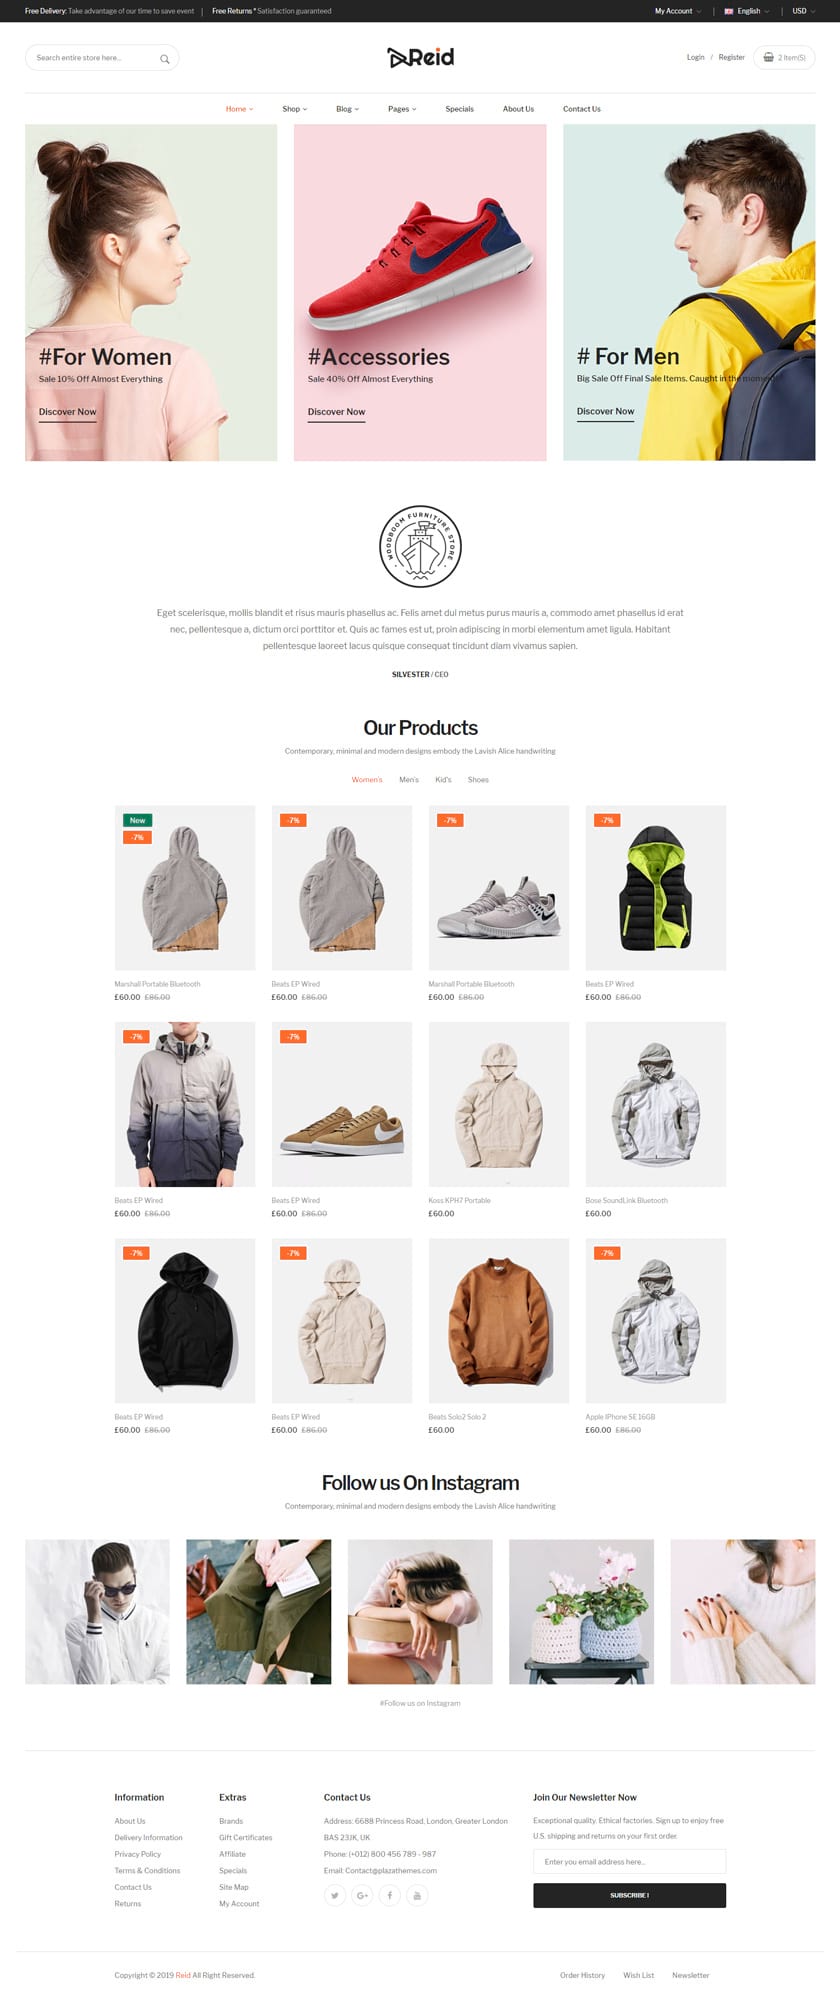 Free Delivery: Take advantage of our time to save event | Free Returns * Satisfaction guaranteed
My Account | English | USD
Search entire store here...
Reid
Login / Register
2 Item(S)
Home Shop Blog Pages Specials About Us Contact Us
#For Women
Sale 10% Off Almost Everything
Discover Now
#Accessories
Sale 40% Off Almost Everything
Discover Now
# For Men
Big Sale Off Final Sale Items. Caught in the moment!
Discover Now
WOODBOOM FURNITURE STORE
Eget scelerisque, mollis blandit et risus mauris phasellus ac. Felis amet dui metus purus mauris a, commodo amet phasellus id erat
nec, pellentesque a, dictum orci porttitor et. Quis ac fames est ut, proin adipiscing in morbi elementum amet ligula. Habitant
pellentesque laoreet lacus quisque consequat tincidunt diam vivamus sapien.
SILVESTER / CEO
Our Products
Contemporary, minimal and modern designs embody the Lavish Alice handwriting
Women's Men's Kid's Shoes
New
-7%
-7%
-7%
-7%
Marshall Portable Bluetooth
£60.00 £86.00
Beats EP Wired
£60.00 £86.00
Marshall Portable Bluetooth
£60.00 £86.00
Beats EP Wired
£60.00 £86.00
-7%
-7%
Beats EP Wired
£60.00 £86.00
Beats EP Wired
£60.00 £86.00
Koss KPH7 Portable
£60.00
Bose SoundLink Bluetooth
£60.00
-7%
-7%
-7%
Beats EP Wired
£60.00 £86.00
Beats EP Wired
£60.00 £86.00
Beats Solo2 Solo 2
£60.00
Apple IPhone SE 16GB
£60.00 £86.00
Follow us On Instagram
Contemporary, minimal and modern designs embody the Lavish Alice handwriting
#Follow us on Instagram
Information
About Us
Delivery Information
Privacy Policy
Terms & Conditions
Contact Us
Returns
Extras
Brands
Gift Certificates
Affiliate
Specials
Site Map
My Account
Contact Us
Address: 6688 Princess Road, London, Greater London
BAS 23JK, UK
Phone: (+012) 800 456 789 - 987
Email: Contact@plazathemes.com
Join Our Newsletter Now
Exceptional quality. Ethical factories. Sign up to enjoy free
U.S. shipping and returns on your first order.
Enter you email address here...
SUBSCRIBE !
Copyright © 2019 Reid All Right Reserved.
Order History Wish List Newsletter